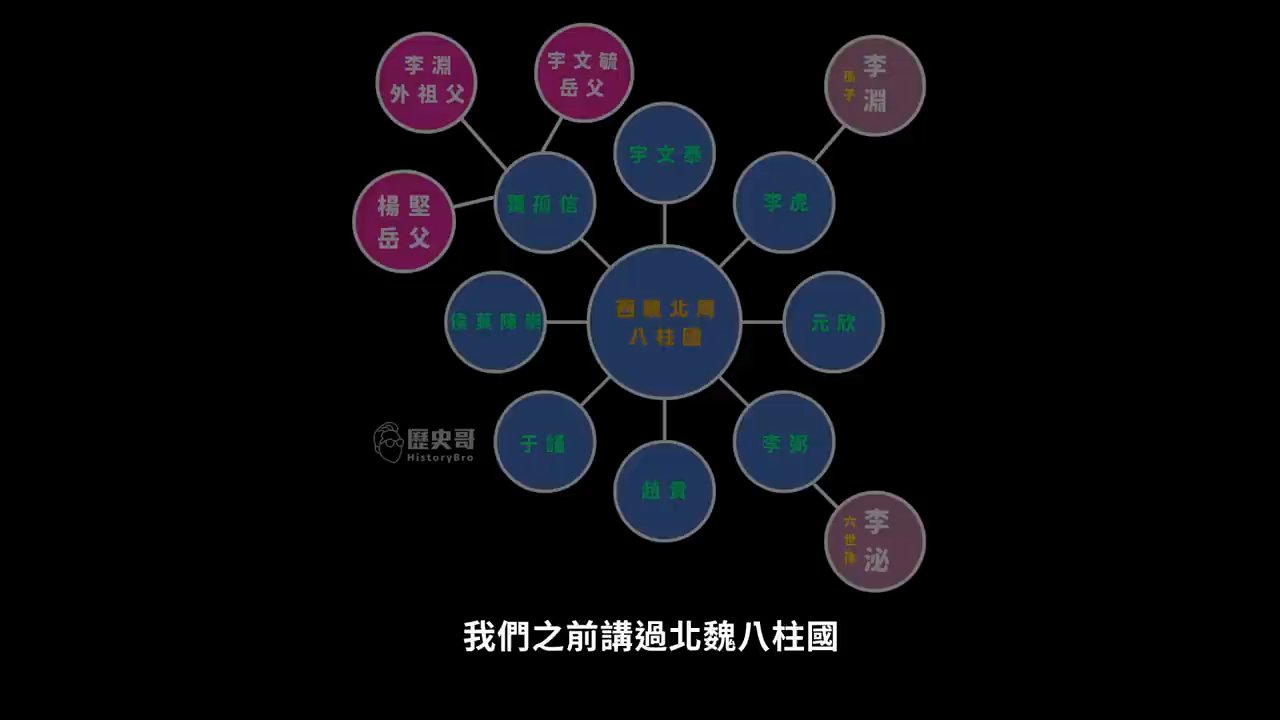 李淵
外祖父
宇文毓
岳父
孫子
李淵
宇文泰
楊堅
岳父
獨孤信
李虎
侯莫陳崇
西魏北周
八柱國
元欣
歷史哥
HistoryBro
于謹
李弼
趙貴
六世孫
李泌
我們之前講過北魏八柱國